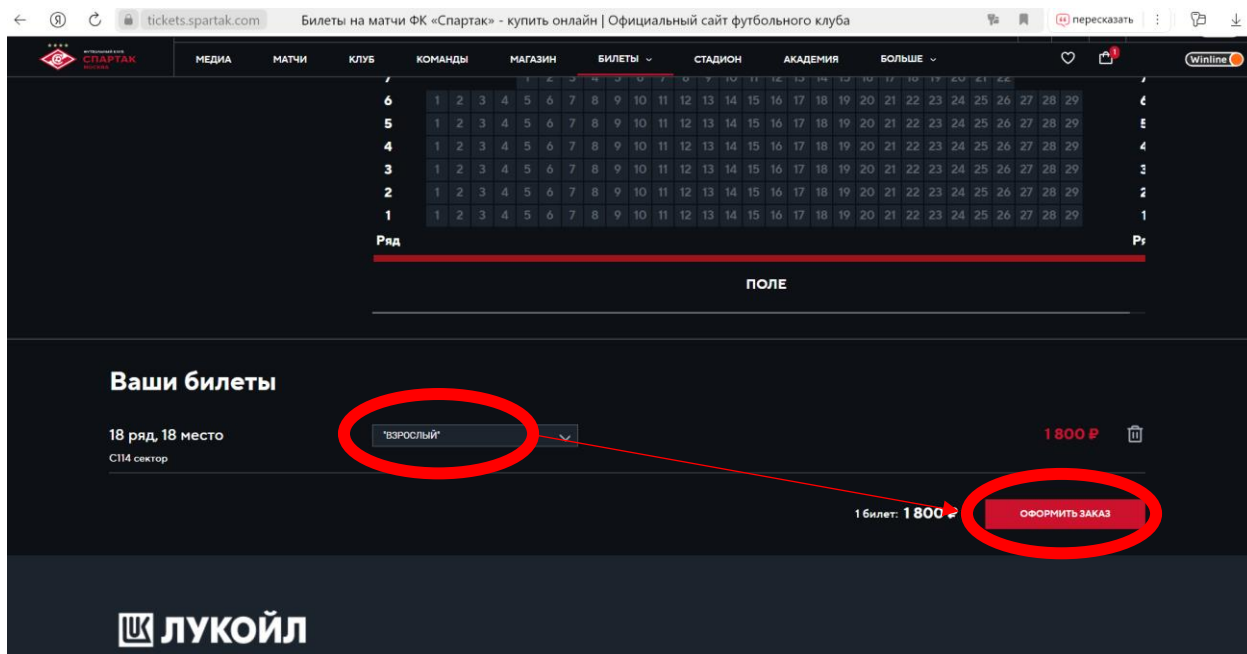 tickets.spartak.com Билеты на матчи ФК «Спартак» - купить онлайн | Официальный сайт футбольного клуба пересказать
СПАРТАК МЕДИА МАТЧИ КЛУБ КОМАНДЫ МАГАЗИН БИЛЕТЫ СТАДИОН АКАДЕМИЯ БОЛЬШЕ 1 Winline
6 1 2 3 4 5 6 7 8 9 10 11 12 13 14 15 16 17 18 19 20 21 22 23 24 25 26 27 28 29
5 1 2 3 4 5 6 7 8 9 10 11 12 13 14 15 16 17 18 19 20 21 22 23 24 25 26 27 28 29
4 1 2 3 4 5 6 7 8 9 10 11 12 13 14 15 16 17 18 19 20 21 22 23 24 25 26 27 28 29
3 1 2 3 4 5 6 7 8 9 10 11 12 13 14 15 16 17 18 19 20 21 22 23 24 25 26 27 28 29
2 1 2 3 4 5 6 7 8 9 10 11 12 13 14 15 16 17 18 19 20 21 22 23 24 25 26 27 28 29
1 1 2 3 4 5 6 7 8 9 10 11 12 13 14 15 16 17 18 19 20 21 22 23 24 25 26 27 28 29 1
Ряд
ПОЛЕ
Ваши билеты
18 ряд, 18 место "ВЗРОСЛЫЙ" 1 800 ₽
C114 сектор
1 билет: 1 800 ₽ ОФОРМИТЬ ЗАКАЗ
ЛУКОЙЛ